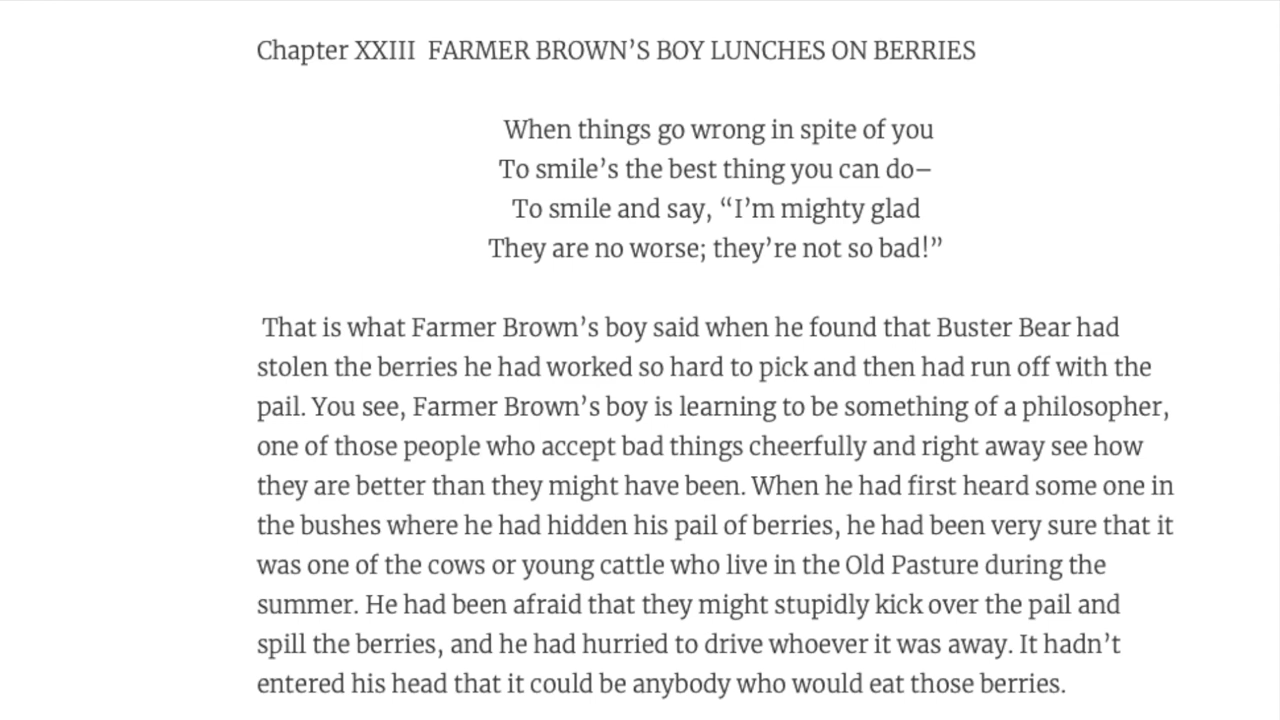 Chapter XXIII  FARMER BROWN’S BOY LUNCHES ON BERRIES
When things go wrong in spite of you
To smile’s the best thing you can do–
To smile and say, “I’m mighty glad
They are no worse; they’re not so bad!”
That is what Farmer Brown’s boy said when he found that Buster Bear had
stolen the berries he had worked so hard to pick and then had run off with the
pail. You see, Farmer Brown’s boy is learning to be something of a philosopher,
one of those people who accept bad things cheerfully and right away see how
they are better than they might have been. When he had first heard some one in
the bushes where he had hidden his pail of berries, he had been very sure that it
was one of the cows or young cattle who live in the Old Pasture during the
summer. He had been afraid that they might stupidly kick over the pail and
spill the berries, and he had hurried to drive whoever it was away. It hadn’t
entered his head that it could be anybody who would eat those berries.